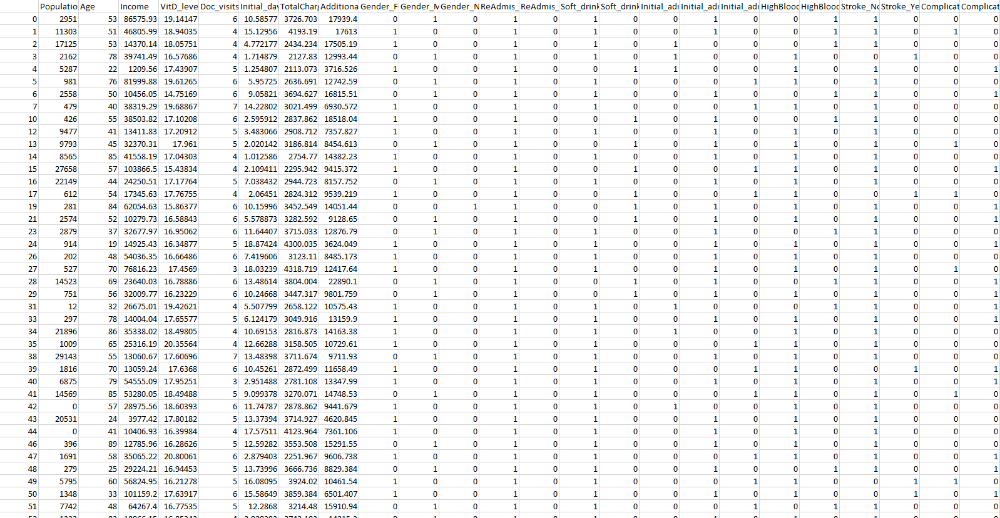 Populatio Age Income VitD_leve Doc_visits Initial_day TotalChar Additiona Gender_F Gender_M Gender_N ReAdmis_ ReAdmis_ Soft_drink Soft_drink Initial_adr Initial_adr Initial_adr HighBlooc HighBlooc Stroke_No Stroke_Ye Complicat Complicat
0 2951 53 86575.93 19.14147 6 10.58577 3726.703 17939.4 0 1 0 1 0 1 0 0 1 0 0 1 1 0 0 0
1 11303 51 46805.99 18.94035 4 15.12956 4193.19 17613 1 0 0 1 0 1 0 0 1 0 0 1 1 0 1 0
2 17125 53 14370.14 18.05751 4 4.772177 2434.234 17505.19 1 0 0 1 0 1 0 1 0 0 0 1 1 0 0 0
3 2162 78 39741.49 16.57686 4 1.714879 2127.83 12993.44 0 1 0 1 0 1 0 1 0 0 1 0 0 1 0 0
4 5287 22 1209.56 17.43907 5 1.254807 2113.073 3716.526 1 0 0 1 0 0 1 1 0 0 1 0 1 0 0 1
5 981 76 81999.88 19.61265 6 5.95725 2636.691 12742.59 0 1 0 1 0 1 0 0 0 1 1 0 1 0 0 0
6 2558 50 10456.05 14.75169 6 9.05821 3694.627 16815.51 0 1 0 1 0 1 0 0 1 0 0 1 1 0 0 1
7 479 40 38319.29 19.68867 7 14.22802 3021.499 6930.572 1 0 0 1 0 1 0 0 0 1 1 0 1 0 0 0
10 426 55 38503.82 17.10208 6 2.595912 2837.862 18518.04 1 0 0 1 0 0 1 0 1 0 0 1 1 0 0 0
12 9477 41 13411.83 17.20912 5 3.483066 2908.712 7357.827 1 0 0 1 0 1 0 0 1 0 1 0 1 0 0 0
13 9793 45 32370.31 17.961 5 2.020142 3186.814 8454.613 0 1 0 1 0 0 1 0 1 0 1 0 1 0 1 0
14 8565 85 41558.19 17.04303 4 1.012586 2754.77 14382.23 1 0 0 1 0 1 0 0 1 0 1 0 1 0 0 0
15 27658 57 103866.5 15.43834 4 2.109411 2295.942 9415.372 1 0 0 1 0 0 1 0 0 1 1 0 1 0 0 1
16 22149 44 24250.51 17.17764 5 7.038432 2944.723 8157.752 0 1 0 1 0 1 0 0 1 0 1 0 1 0 0 0
17 612 54 17345.63 17.76755 4 2.06451 2824.312 9539.219 1 0 0 1 0 0 1 0 0 1 1 0 0 1 1 0
19 281 84 62054.63 15.86377 6 10.15996 3452.549 14051.44 0 0 1 1 0 0 1 0 1 0 1 0 1 0 0 1
21 2574 52 10279.73 16.58843 6 5.578873 3282.592 9128.65 0 1 0 1 0 0 1 0 1 0 1 0 1 0 0 1
23 2879 37 32677.97 16.95062 6 11.64407 3715.033 12876.79 0 1 0 1 0 1 0 0 1 0 0 1 1 0 0 0
24 914 19 14925.43 16.34877 5 18.87424 4300.035 3624.049 1 0 0 1 0 1 0 0 1 0 1 0 1 0 0 1
26 202 48 54036.35 16.66486 6 7.419606 3123.11 8485.173 1 0 0 1 0 1 0 0 1 0 1 0 1 0 0 0
27 527 70 76816.23 17.4569 3 18.03239 4318.719 12417.64 1 0 0 1 0 1 0 0 1 0 1 0 1 0 1 0
28 14523 69 23640.03 16.78886 6 13.48614 3804.004 22890.1 0 1 0 1 0 0 1 0 1 0 0 1 1 0 0 1
29 751 56 32009.77 16.23229 6 10.24668 3447.317 9801.759 0 1 0 1 0 0 1 0 1 0 1 0 1 0 0 1
31 12 32 26675.01 19.42621 4 5.507799 2658.122 10575.43 1 0 0 1 0 1 0 1 0 0 0 1 1 0 0 1
33 297 78 14004.04 17.65577 5 6.124179 3049.916 13159.9 1 0 0 1 0 1 0 0 1 0 1 0 1 0 0 1
34 21896 86 35338.02 18.49805 4 10.69153 2816.873 14163.38 1 0 0 1 0 1 0 1 0 0 1 0 1 0 0 0
35 1009 65 25316.19 20.35564 4 12.66288 3158.505 10729.61 1 0 0 1 0 1 0 0 0 1 1 0 1 0 0 0
38 29143 55 13060.67 17.60696 7 13.48398 3711.674 9711.93 0 1 0 1 0 1 0 0 1 0 1 0 1 0 0 0
39 1816 70 13059.24 17.6368 6 10.45261 2872.499 11658.49 1 0 0 1 0 1 0 0 0 1 1 0 0 1 0 1
40 6875 79 54555.09 17.95251 3 2.951488 2781.108 13347.99 1 0 0 1 0 1 0 0 1 0 1 0 1 0 0 1
41 14569 85 53280.05 18.49488 5 9.099378 3270.071 14748.53 0 1 0 1 0 1 0 0 0 1 1 0 1 0 1 0
42 0 57 28975.56 18.60393 6 11.74787 2878.862 9441.679 0 1 0 1 0 1 0 1 0 0 1 0 1 0 0 0
43 20531 24 3977.42 17.80182 5 13.37394 3714.927 4620.845 1 0 0 1 0 1 0 0 1 0 1 0 1 0 0 0
44 0 41 10406.93 16.39984 4 17.57511 4123.964 7361.106 1 0 0 1 0 1 0 0 1 0 1 0 1 0 0 0
46 396 89 12785.96 16.28626 5 12.59282 3553.508 15291.55 1 0 0 1 0 1 0 0 1 0 1 0 1 0 0 0
47 1691 58 35065.22 20.80061 6 2.879403 2251.967 9606.738 1 0 0 1 0 1 0 0 0 1 1 0 1 0 0 1
48 279 25 29224.21 16.94453 5 13.73996 3666.736 8829.384 0 1 0 1 0 1 0 0 1 0 0 1 1 0 0 1
49 5795 60 56824.95 16.21278 5 16.08095 3924.02 10461.54 1 0 0 1 0 1 0 0 0 1 1 0 0 1 1 0
50 1348 33 101159.2 17.63917 6 15.58649 3859.384 6501.407 1 0 0 1 0 1 0 0 1 0 1 0 0 1 0 0
51 7742 48 64267.4 16.77535 5 12.2868 3214.48 15910.94 0 1 0 1 0 1 0 0 0 1 0 1 1 0 0 0